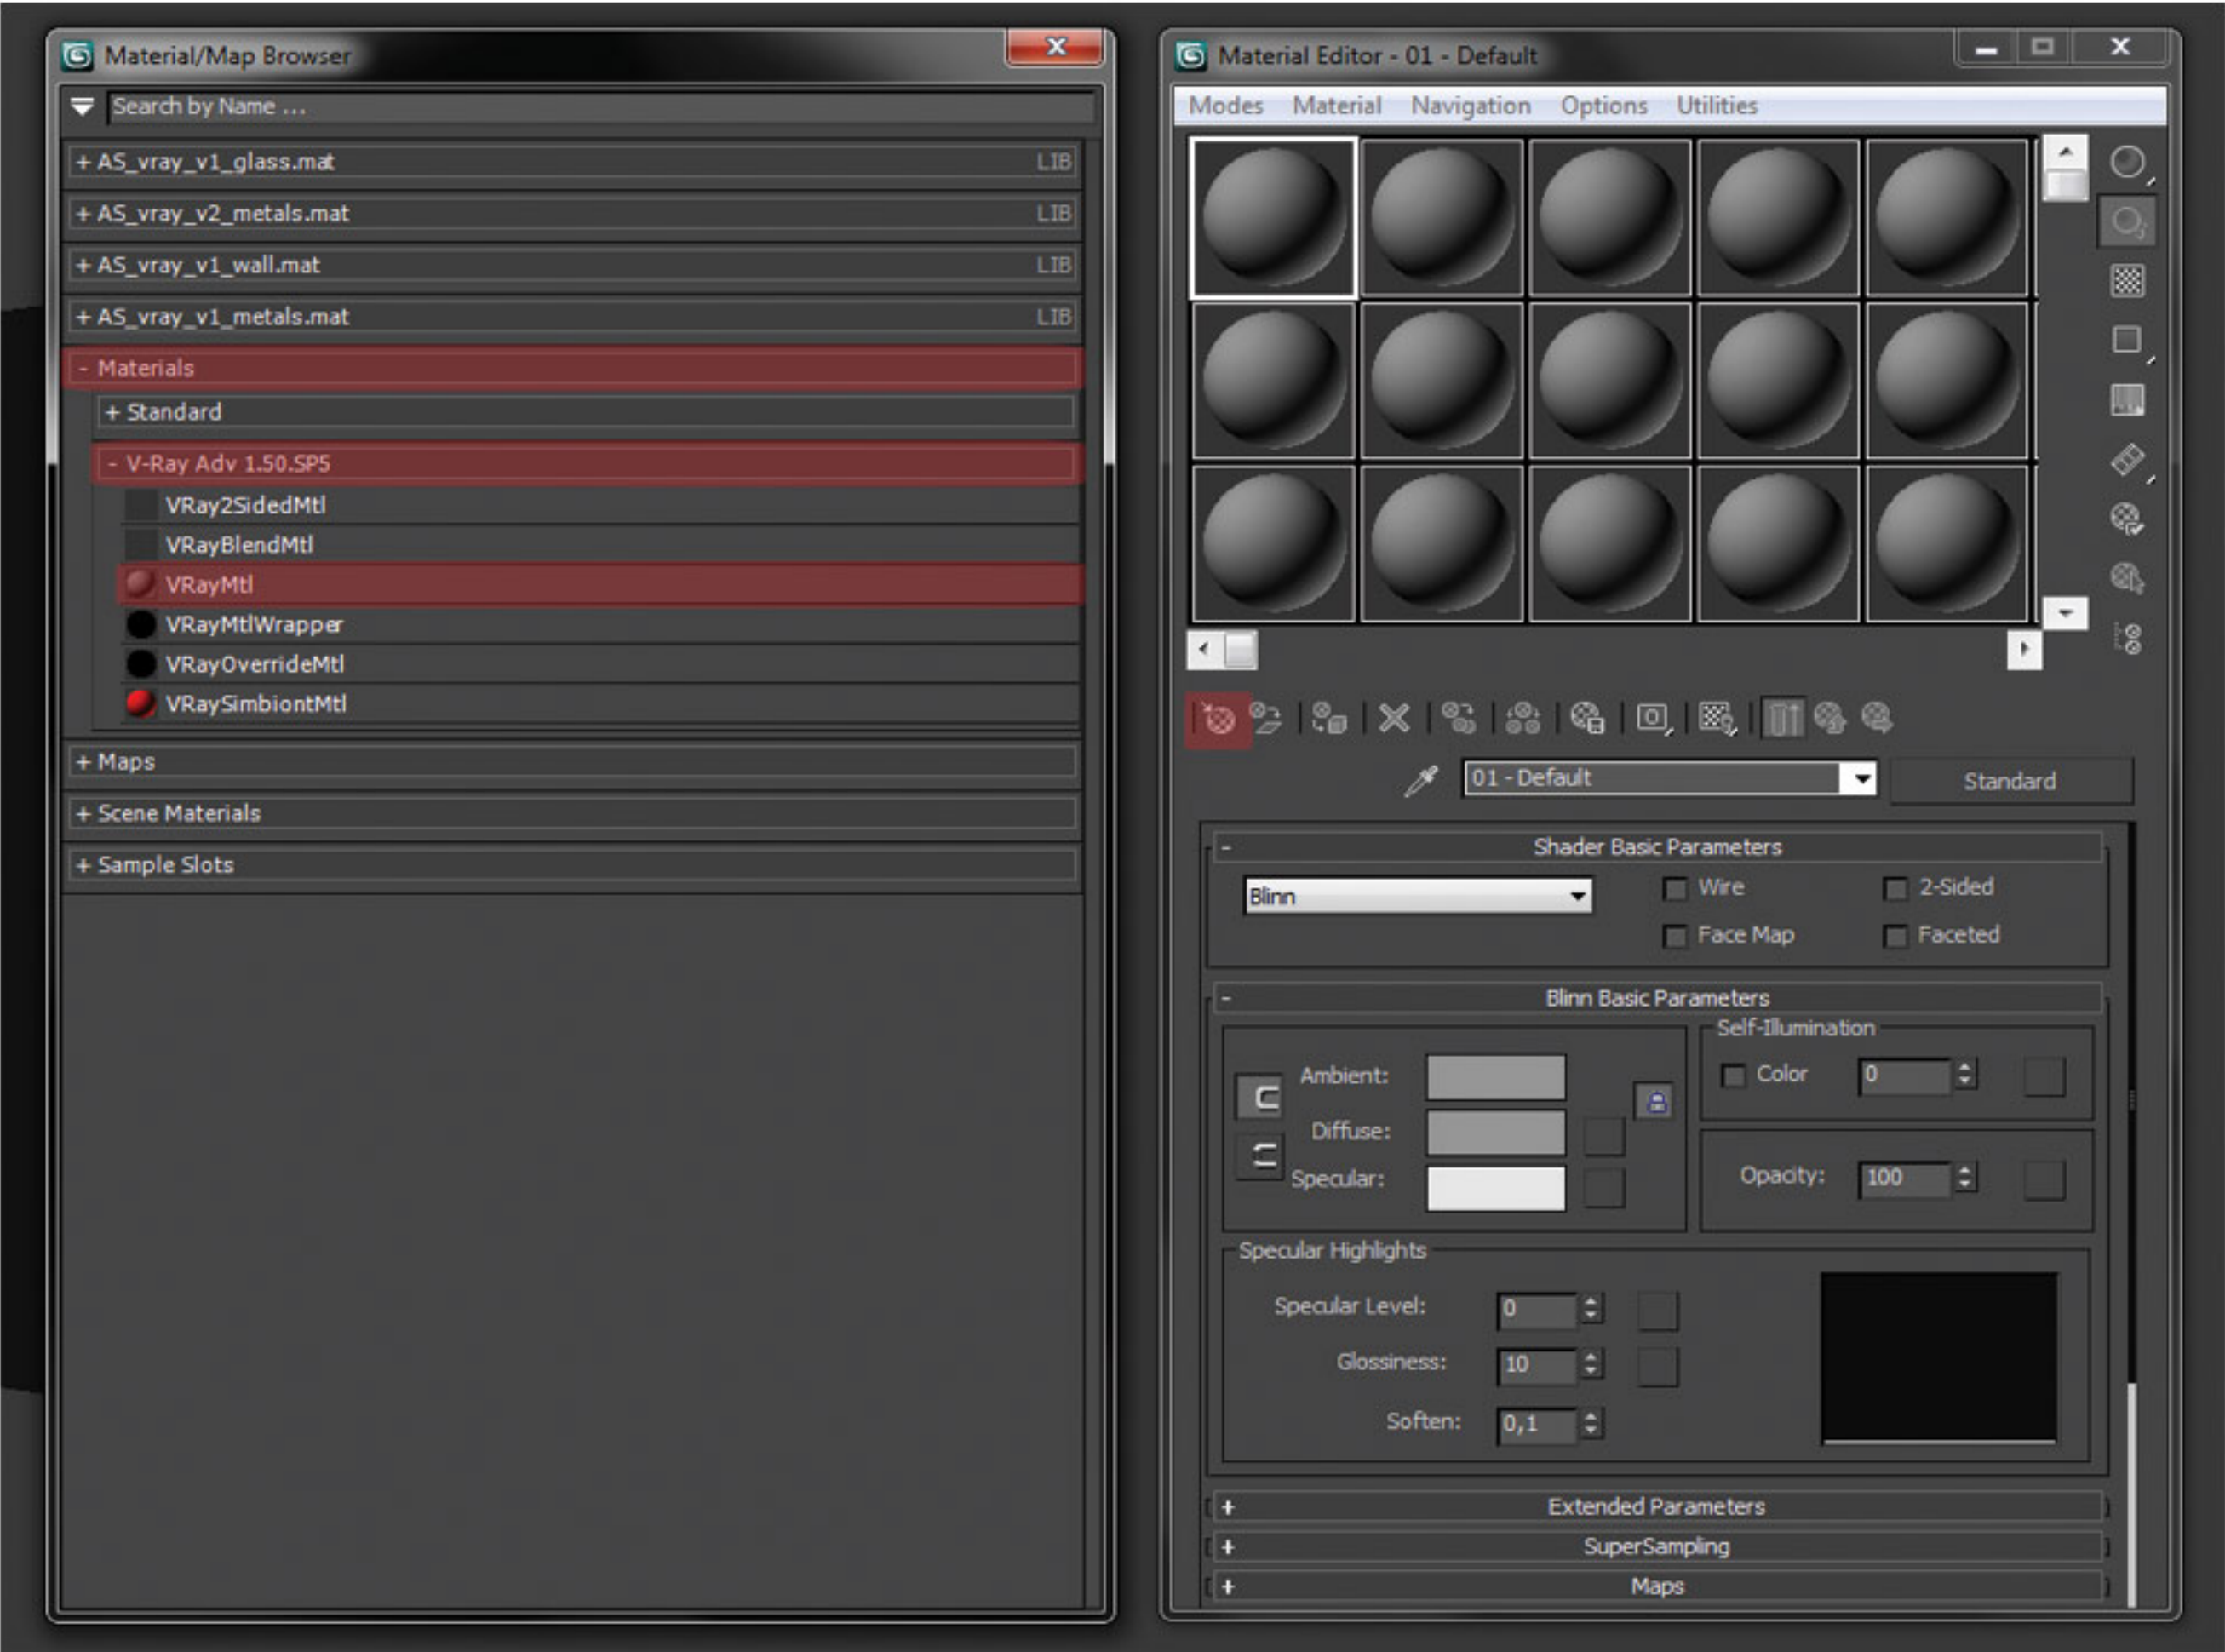 Material/Map Browser
Search by Name ...
+ AS_vray_v1_glass.mat LIB
+ AS_vray_v2_metals.mat LIB
+ AS_vray_v1_wall.mat LIB
+ AS_vray_v1_metals.mat LIB
- Materials
+ Standard
- V-Ray Adv 1.50.SP5
VRay2SidedMtl
VRayBlendMtl
VRayMtl
VRayMtlWrapper
VRayOverrideMtl
VRaySimbiontMtl
+ Maps
+ Scene Materials
+ Sample Slots
Material Editor - 01 - Default
Modes Material Navigation Options Utilities
01 - Default Standard
- Shader Basic Parameters
Blinn Wire 2-Sided
Face Map Faceted
- Blinn Basic Parameters
Self-Illumination
Ambient: Color 0
Diffuse:
Specular: Opacity: 100
Specular Highlights
Specular Level: 0
Glossiness: 10
Soften: 0,1
+ Extended Parameters
+ SuperSampling
+ Maps